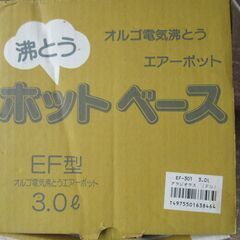 オルゴ電気沸とう
エアーポット
沸とう
ホットベース
EF型
オルゴ電気沸とうエアーポット
3.0ℓ
EF-301 3.0L
4975501638464